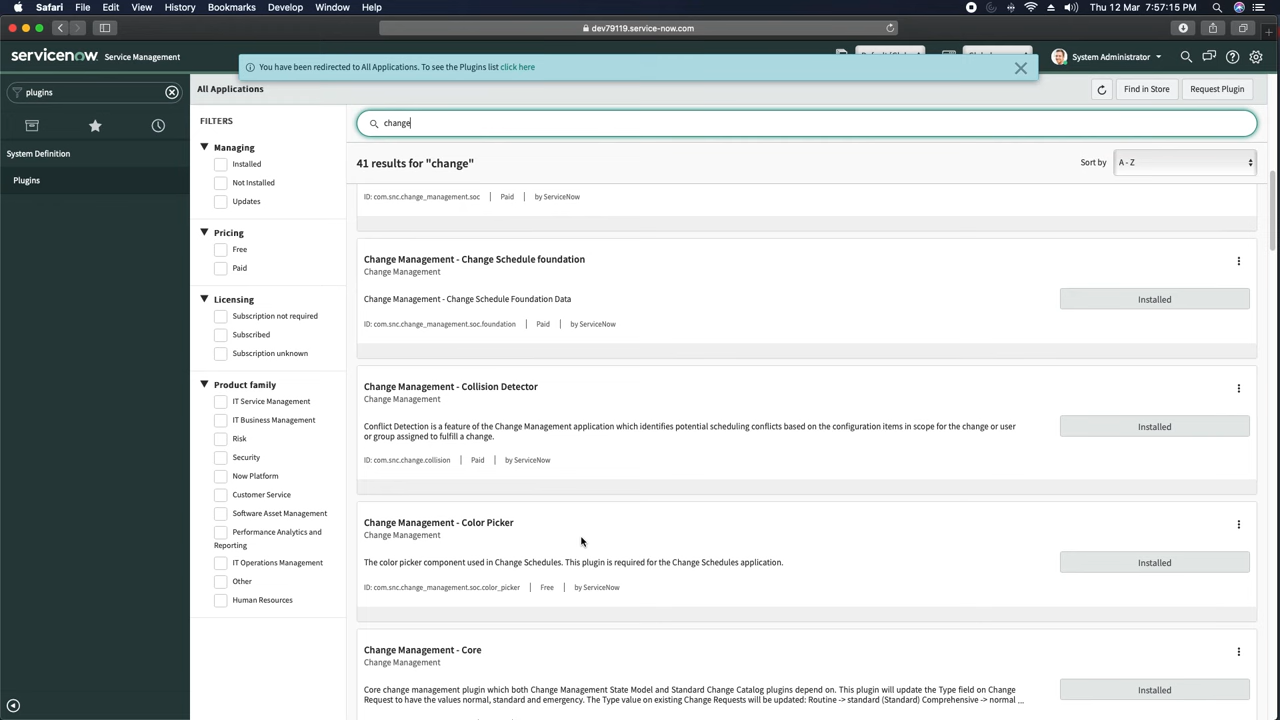 Safari File Edit View History Bookmarks Develop Window Help Thu 12 Mar 7:57:15 PM
dev79119.service-now.com
servicenow Service Management System Administrator
You have been redirected to All Applications. To see the Plugins list click here
plugins
System Definition
Plugins
All Applications Find in Store Request Plugin
FILTERS
Managing
Installed
Not Installed
Updates
Pricing
Free
Paid
Licensing
Subscription not required
Subscribed
Subscription unknown
Product family
IT Service Management
IT Business Management
Risk
Security
Now Platform
Customer Service
Software Asset Management
Performance Analytics and
Reporting
IT Operations Management
Other
Human Resources
change
41 results for "change" Sort by A - Z
ID: com.snc.change_management.soc | Paid | by ServiceNow
Change Management - Change Schedule foundation
Change Management
Change Management - Change Schedule Foundation Data Installed
ID: com.snc.change_management.soc.foundation | Paid | by ServiceNow
Change Management - Collision Detector
Change Management
Conflict Detection is a feature of the Change Management application which identifies potential scheduling conflicts based on the configuration items in scope for the change or user
or group assigned to fulfill a change.
Installed
ID: com.snc.change.collision | Paid | by ServiceNow
Change Management - Color Picker
Change Management
The color picker component used in Change Schedules. This plugin is required for the Change Schedules application. Installed
ID: com.snc.change_management.soc.color_picker | Free | by ServiceNow
Change Management - Core
Change Management
Core change management plugin which both Change Management State Model and Standard Change Catalog plugins depend on. This plugin will update the Type field on Change
Request to have the values normal, standard and emergency. The Type value on existing Change Requests will be updated: Routine -> standard (Standard) Comprehensive -> normal ...
Installed